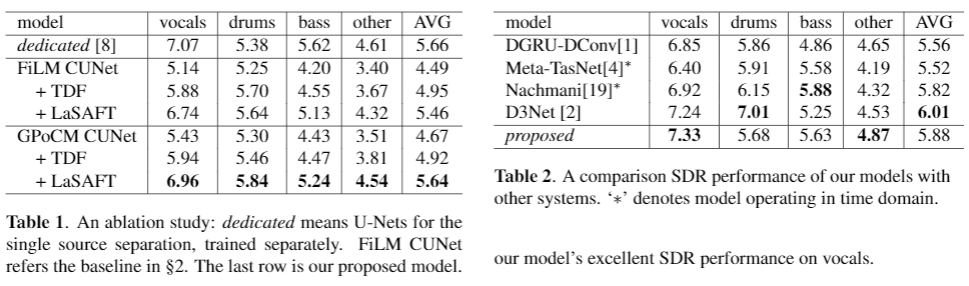 model vocals drums bass other AVG
dedicated [8] 7.07 5.38 5.62 4.61 5.66
FiLM CUNet 5.14 5.25 4.20 3.40 4.49
+ TDF 5.88 5.70 4.55 3.67 4.95
+ LaSAFT 6.74 5.64 5.13 4.32 5.46
GPoCM CUNet 5.43 5.30 4.43 3.51 4.67
+ TDF 5.94 5.46 4.47 3.81 4.92
+ LaSAFT 6.96 5.84 5.24 4.54 5.64
Table 1. An ablation study: dedicated means U-Nets for the
single source separation, trained separately. FiLM CUNet
refers the baseline in §2. The last row is our proposed model.
model vocals drums bass other AVG
DGRU-DConv[1] 6.85 5.86 4.86 4.65 5.56
Meta-TasNet[4]* 6.40 5.91 5.58 4.19 5.52
Nachmani[19]* 6.92 6.15 5.88 4.32 5.82
D3Net [2] 7.24 7.01 5.25 4.53 6.01
proposed 7.33 5.68 5.63 4.87 5.88
Table 2. A comparison SDR performance of our models with
other systems. ‘*’ denotes model operating in time domain.
our model’s excellent SDR performance on vocals.